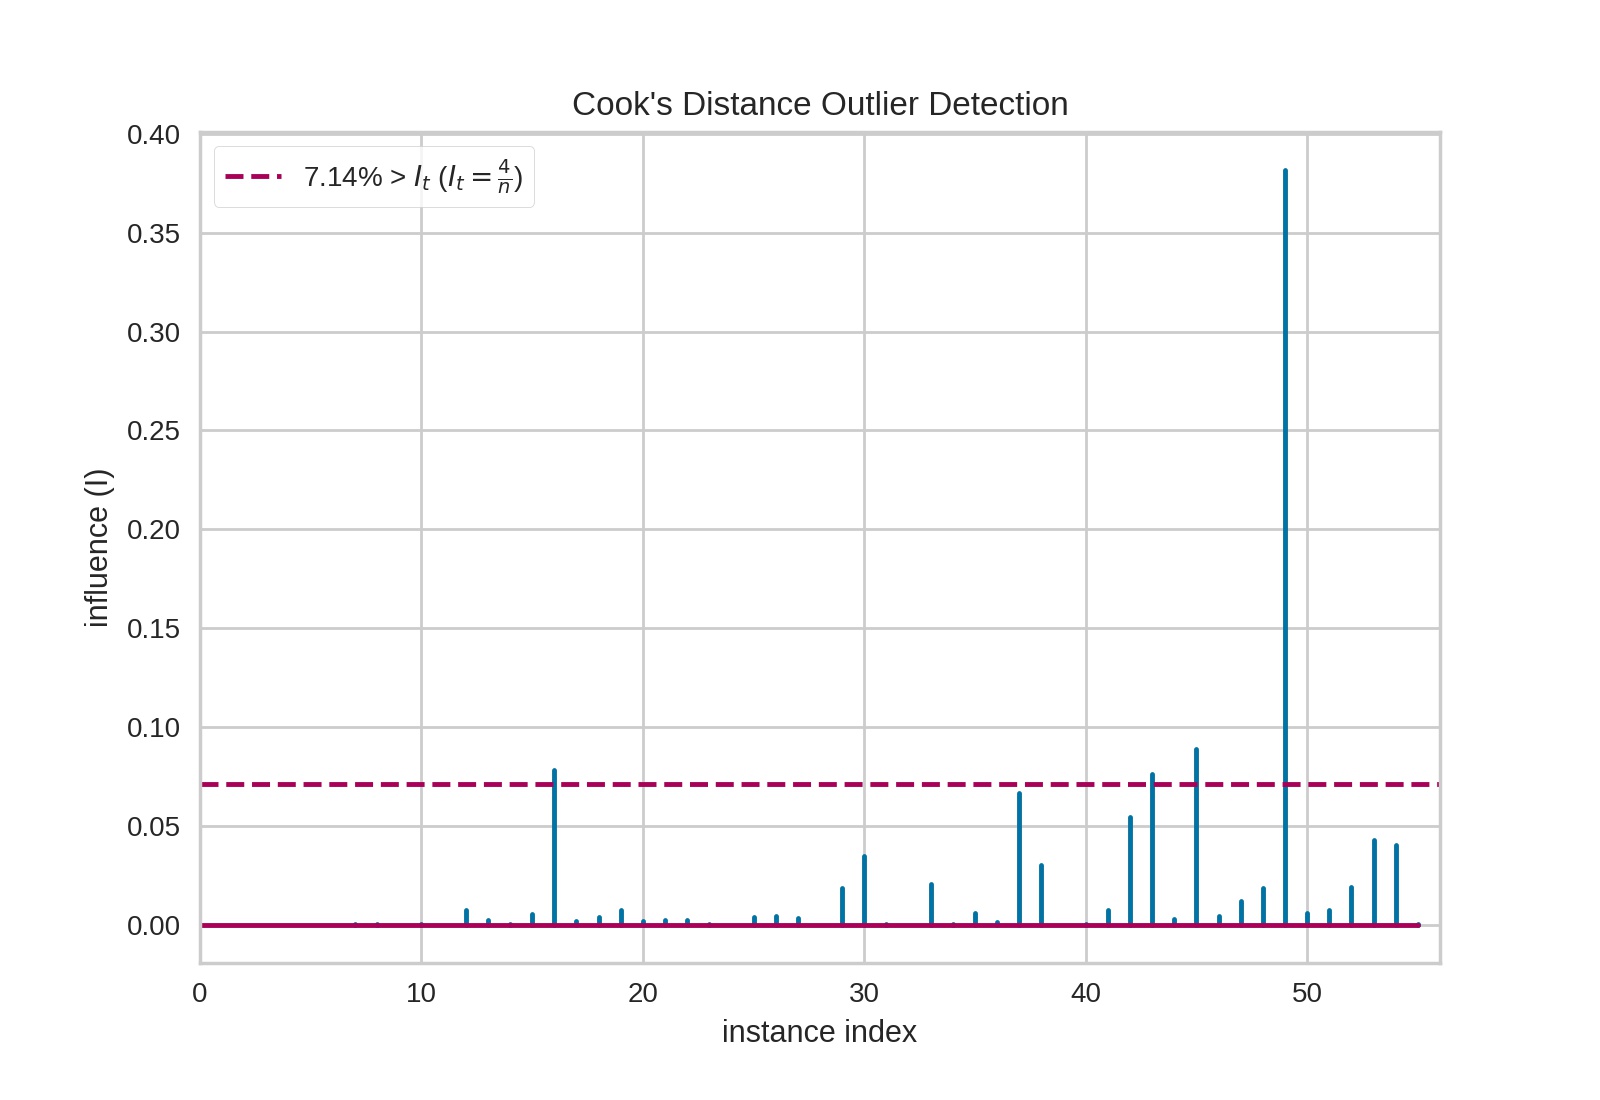 Cook's Distance Outlier Detection
7.14% > I_t (I_t = 4/n)
0.40
0.35
0.30
0.25
0.20
0.15
0.10
0.05
0.00
influence (I)
0 10 20 30 40 50
instance index